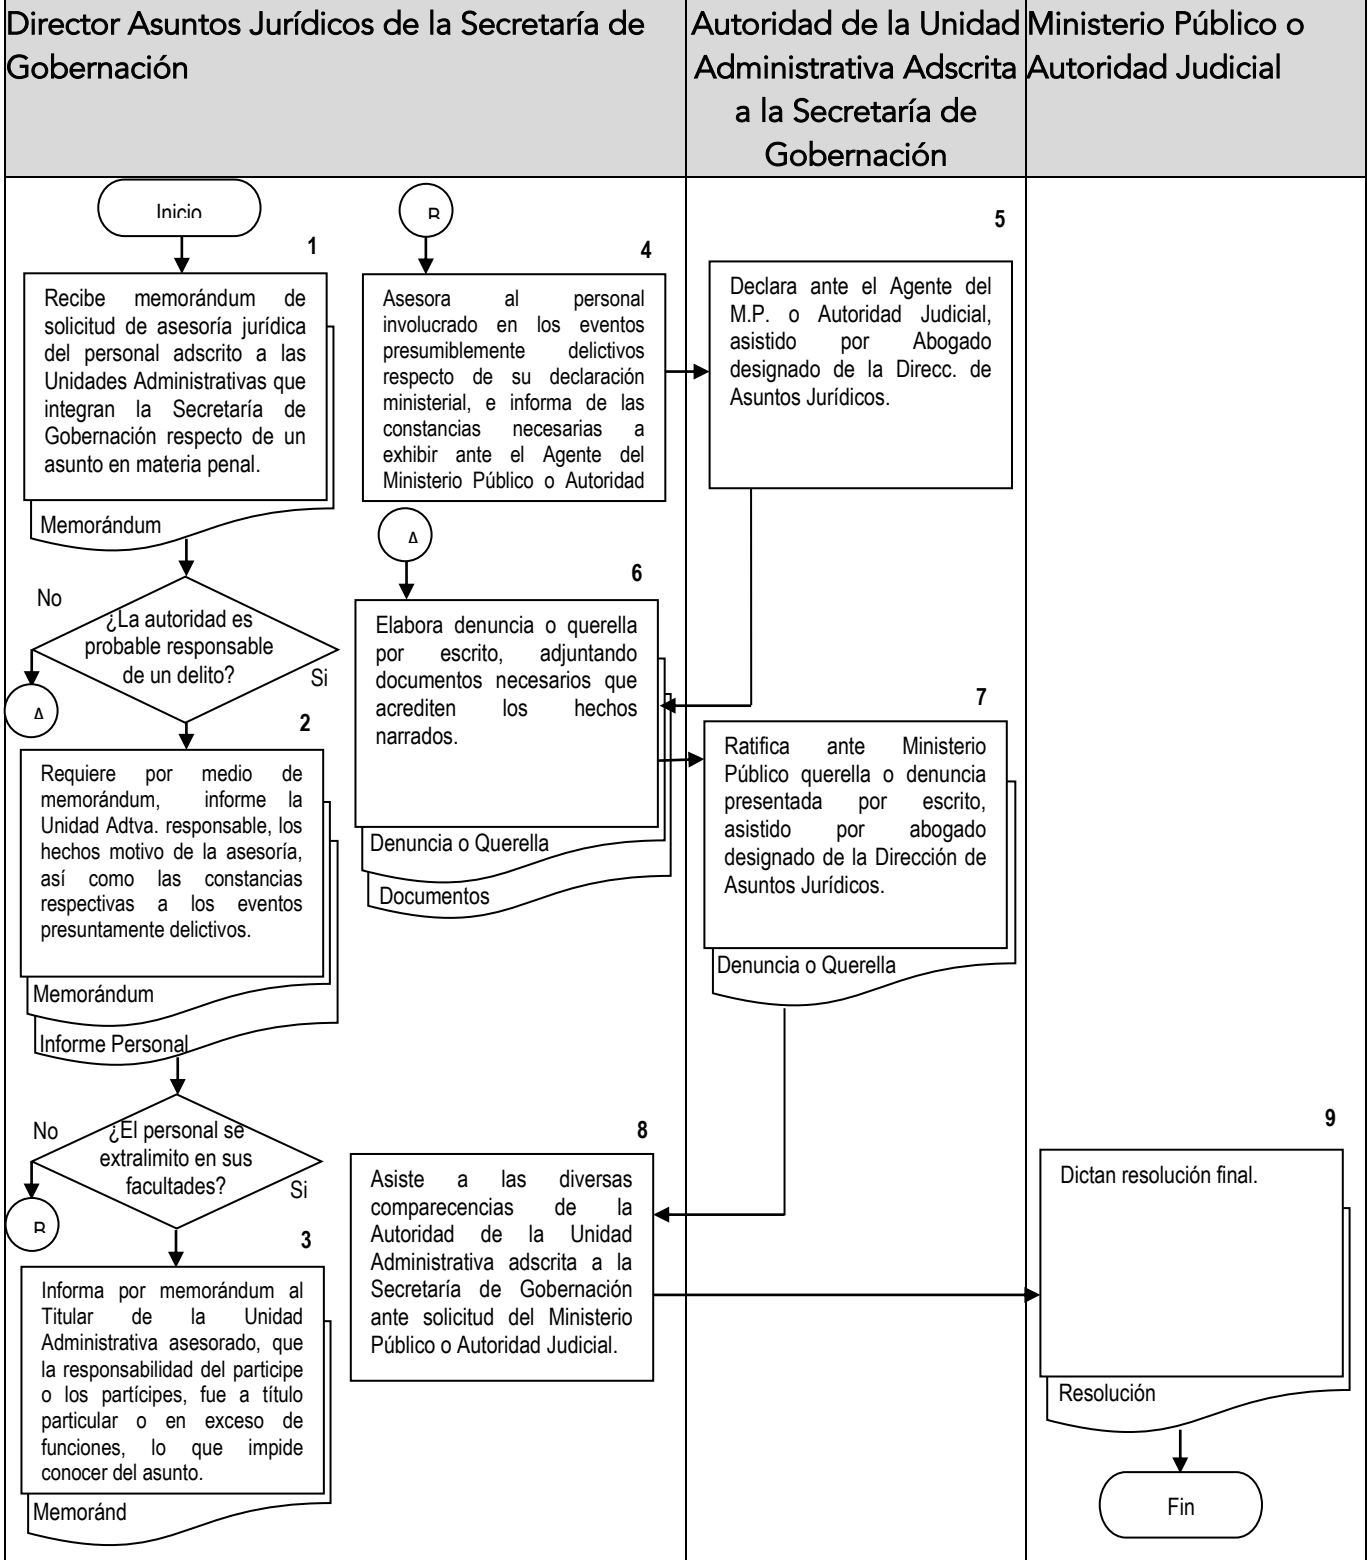 Director Asuntos Jurídicos de la Secretaría de
Gobernación
Autoridad de la Unidad
Administrativa Adscrita
a la Secretaría de
Gobernación
Ministerio Público o
Autoridad Judicial
Inicio
1
Recibe memorándum de
solicitud de asesoría jurídica
del personal adscrito a las
Unidades Administrativas que
integran la Secretaría de
Gobernación respecto de un
asunto en materia penal.
Memorándum
No
¿La autoridad es
probable responsable
de un delito?
Si
A
2
Requiere por medio de
memorándum, informe la
Unidad Adtva. responsable, los
hechos motivo de la asesoría,
así como las constancias
respectivas a los eventos
presuntamente delictivos.
Memorándum
Informe Personal
No
¿El personal se
extralimito en sus
facultades?
Si
B
3
Informa por memorándum al
Titular de la Unidad
Administrativa asesorado, que
la responsabilidad del participe
o los partícipes, fue a título
particular o en exceso de
funciones, lo que impide
conocer del asunto.
Memoránd
B
4
Asesora al personal
involucrado en los eventos
presumiblemente delictivos
respecto de su declaración
ministerial, e informa de las
constancias necesarias a
exhibir ante el Agente del
Ministerio Público o Autoridad
5
Declara ante el Agente del
M.P. o Autoridad Judicial,
asistido por Abogado
designado de la Direcc. de
Asuntos Jurídicos.
A
6
Elabora denuncia o querella
por escrito, adjuntando
documentos necesarios que
acrediten los hechos
narrados.
Denuncia o Querella
Documentos
7
Ratifica ante Ministerio
Público querella o denuncia
presentada por escrito,
asistido por abogado
designado de la Dirección de
Asuntos Jurídicos.
Denuncia o Querella
8
Asiste a las diversas
comparecencias de la
Autoridad de la Unidad
Administrativa adscrita a la
Secretaría de Gobernación
ante solicitud del Ministerio
Público o Autoridad Judicial.
9
Dictan resolución final.
Resolución
Fin